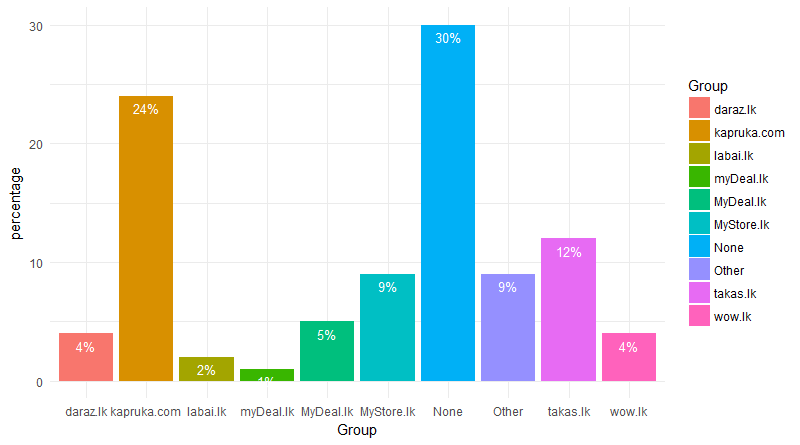 30
20
10
0
percentage
4%
24%
2%
1%
5%
9%
30%
9%
12%
4%
daraz.lk kapruka.com labai.lk myDeal.lk MyDeal.lk MyStore.lk None Other takas.lk wow.lk
Group
Group
daraz.lk
kapruka.com
labai.lk
myDeal.lk
MyDeal.lk
MyStore.lk
None
Other
takas.lk
wow.lk